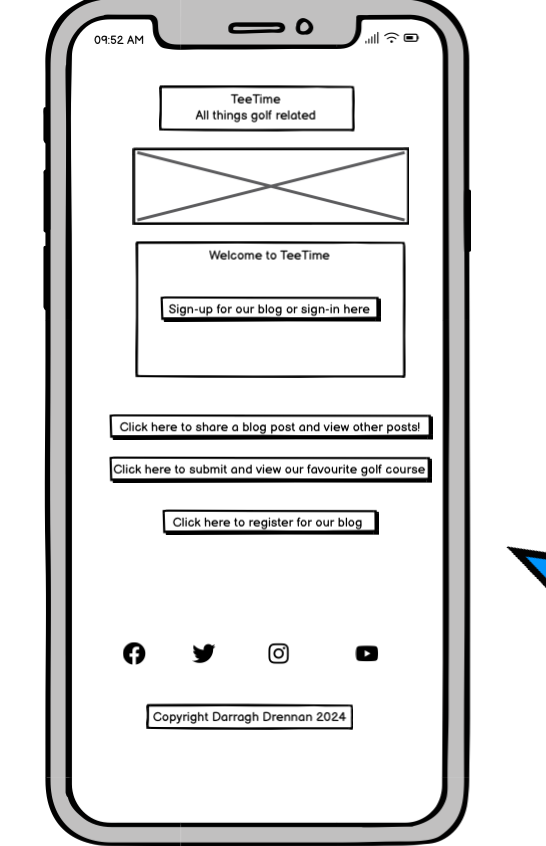 09:52 AM
TeeTime
All things golf related
Welcome to TeeTime
Sign-up for our blog or sign-in here
Click here to share a blog post and view other posts!
Click here to submit and view our favourite golf course
Click here to register for our blog
Copyright Darragh Drennan 2024